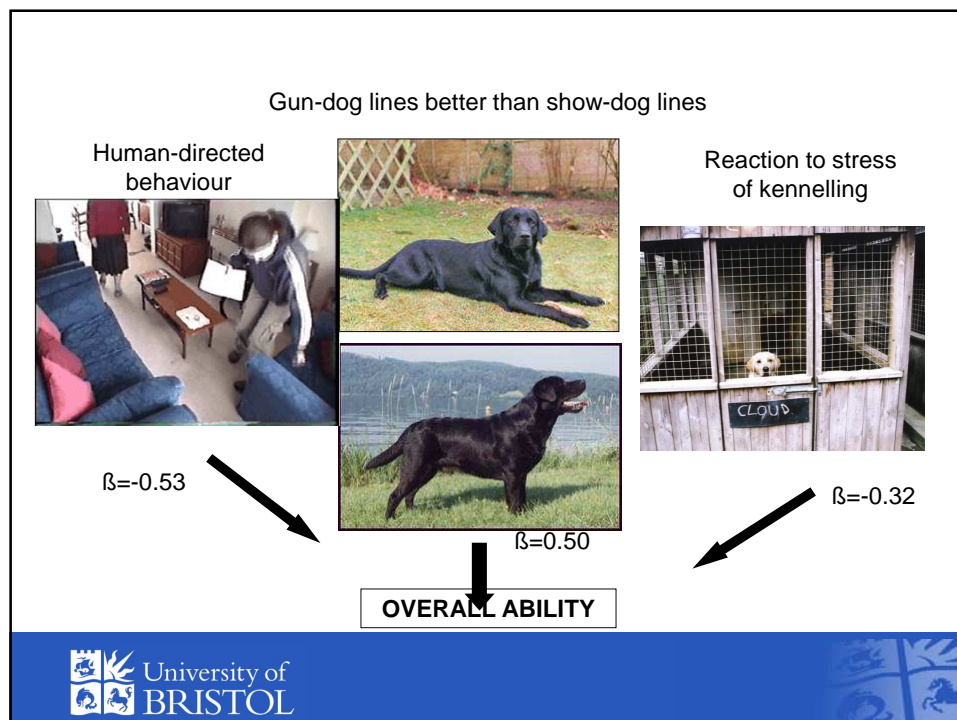 Gun-dog lines better than show-dog lines
Human-directed
behaviour
Reaction to stress
of kennelling
CLOUD
ß=-0.53
ß=-0.32
ß=0.50
OVERALL ABILITY
University of
BRISTOL